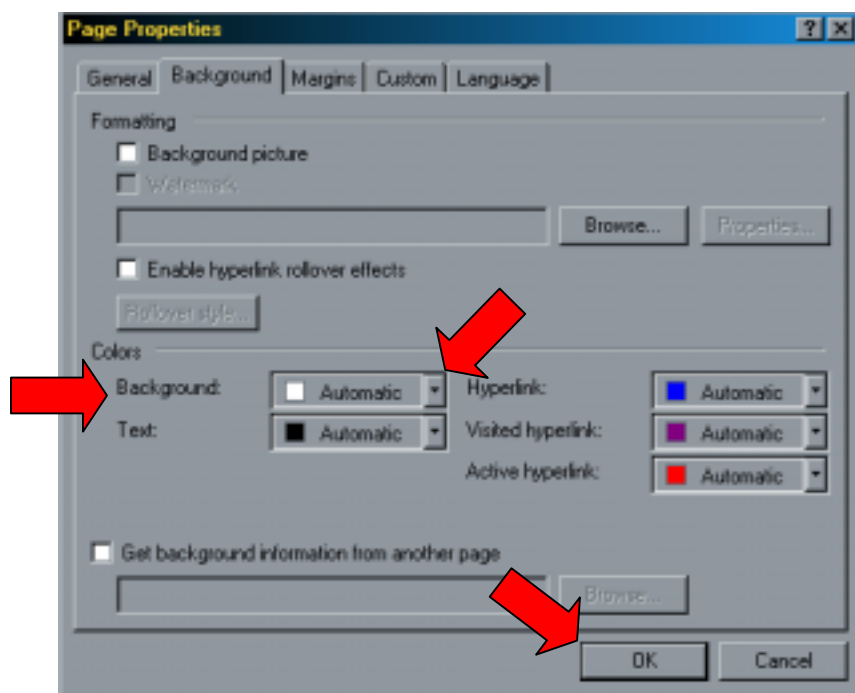 Page Properties
General Background Margins Custom Language
Formatting
Background picture
Watermark
Browse... Properties...
Enable hyperlink rollover effects
Rollover style...
Colors
Background: Automatic Hyperlink: Automatic
Text: Automatic Visited hyperlink: Automatic
Active hyperlink: Automatic
Get background information from another page
Browse...
OK Cancel